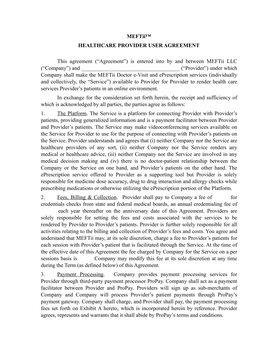 MEFTii™
HEALTHCARE PROVIDER USER AGREEMENT
This agreement (“Agreement”) is entered into by and between MEFTii LLC
(“Company”) and ______________________________ (“Provider”) under which
Company shall make the MEFTii Doctor e-Visit and ePrescription services (individually
and collectively, the “Service”) available to Provider for Provider to render health care
services Provider’s patients in an online environment.
In exchange for the consideration set forth herein, the receipt and sufficiency of
which is acknowledged by all parties, the parties agree as follows:
1. The Platform. The Service is a platform for connecting Provider with Provider’s
patients, providing generalized information and is a payment facilitator between Provider
and Provider’s patients. The Service may make videoconferencing services available on
the Service for Provider to use for the purpose of connecting with Provider’s patients on
the Service. Provider understands and agrees that (i) neither Company nor the Service are
healthcare providers of any sort, (ii) neither Company nor the Service renders any
medical or healthcare advice, (iii) neither Company nor the Service are involved in any
medical decision making and (iv) there is no doctor-patient relationship between the
Company or the Service on one hand, and Provider’s patients on the other hand. The
ePrescription service offered to Provider as a supporting tool but Provider is solely
responsible for medicine dose accuracy, drug to drug interaction and allergy checks while
prescribing medications or otherwise utilizing the ePrescription portion of the Platform.
2. Fees, Billing & Collection. Provider shall pay to Company a fee of for
credentials checks from state and federal medical boards, an annual credentialing fee of
each year thereafter on the anniversary date of this Agreement. Providers are
solely responsible for setting the fees and costs associated with the services to be
rendered by Provider to Provider’s patients. Provider is further solely responsible for all
activities relating to the billing and collection of Provider’s fees and costs. You agree and
understand that MEFTii may, at its sole discretion, charge a fee to Provider’s patients for
each session with Provider’s patient that is facilitated through the Service. At the time of
the effective date of this Agreement the fee charged by Company for the Service on a per
sessions basis is Company may modify this fee at its sole discretion at any time
during the Term (as defined below) of this Agreement.
3. Payment Processing. Company provides payment processing services for
Provider through third-party payment processor ProPay. Company shall act as a payment
facilitator between Provider and ProPay. Providers will sign up as sub-merchants of
Company and Company will process Provider’s patient payments through ProPay’s
payment gateway. Company shall charge, and Provider shall pay, the payment processing
fees set forth on Exhibit A hereto, which is incorporated herein by reference. Provider
agrees, represents and warrants that it shall abide by ProPay’s terms and conditions.